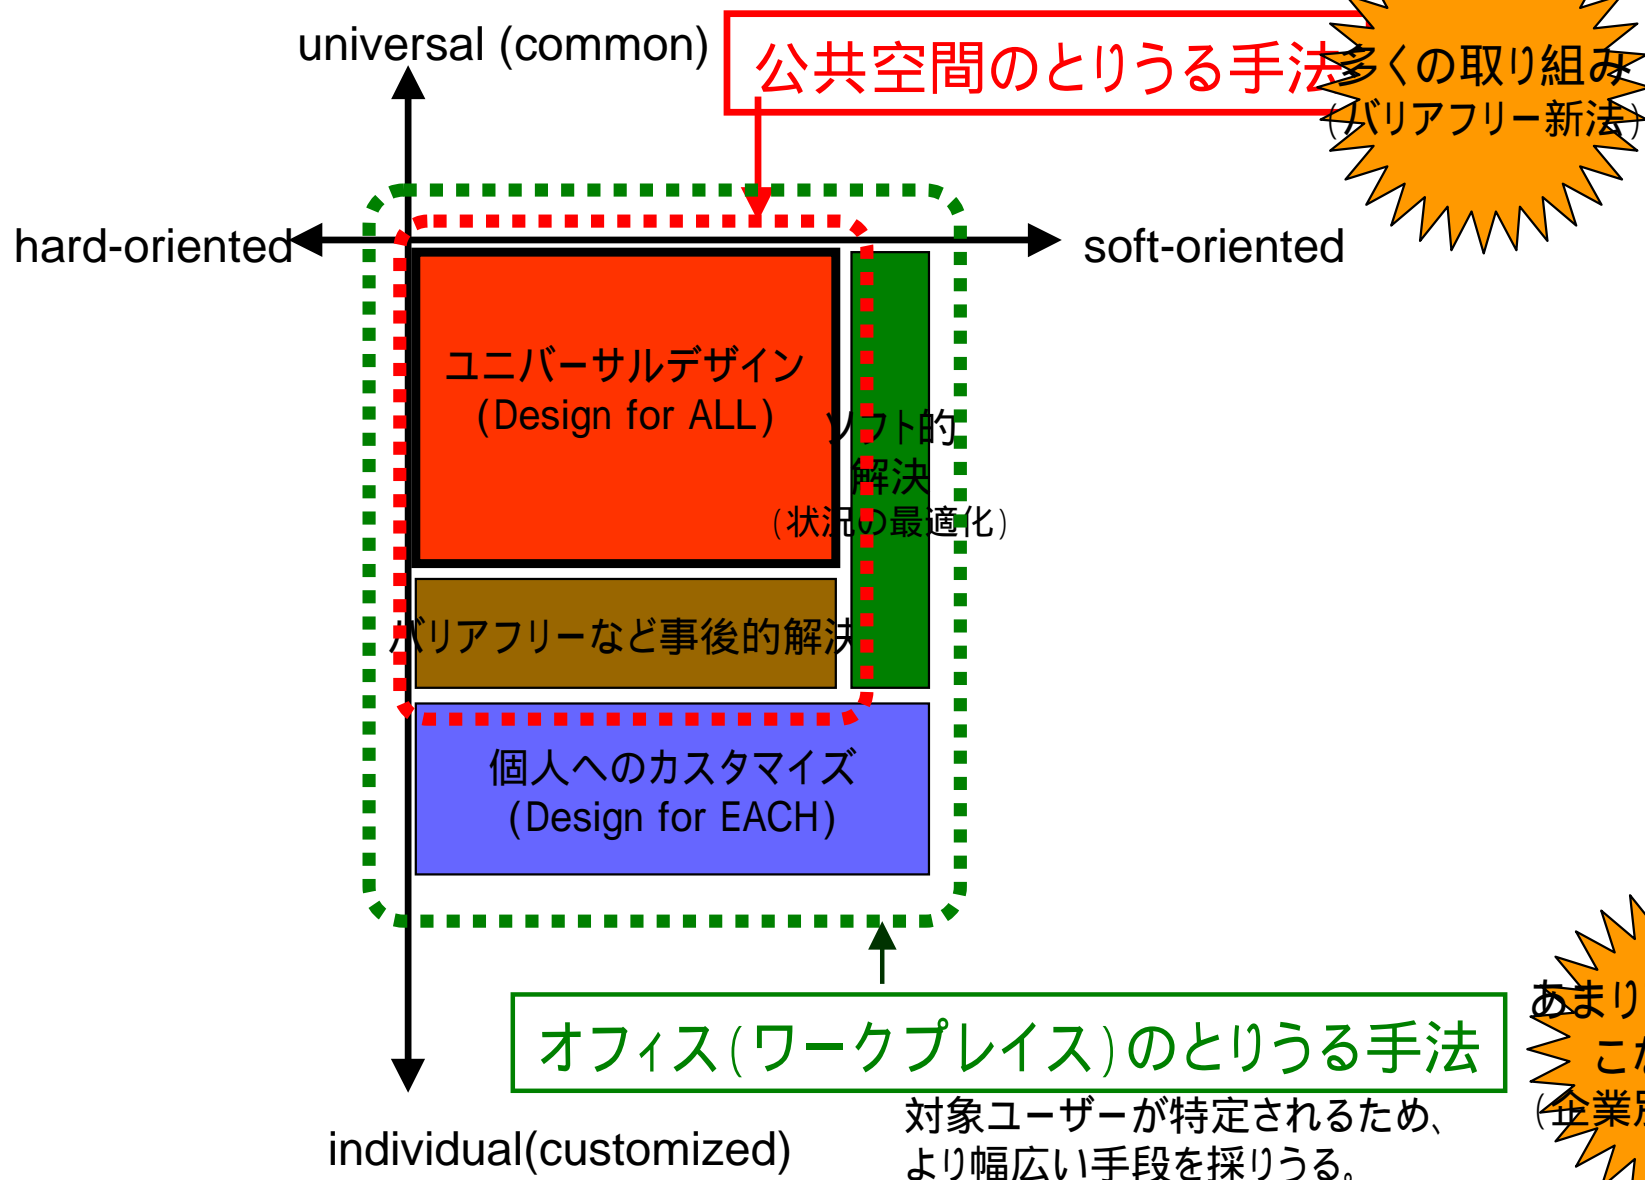 universal (common)
公共空間のとりうる手法
多くの取り組み
(バリアフリー新法)
hard-oriented
soft-oriented
ユニバーサルデザイン
(Design for ALL)
ソフト的
解決
(状況の最適化)
バリアフリーなど事後的解決
個人へのカスタマイズ
(Design for EACH)
オフィス(ワークプレイス)のとりうる手法
あまり
こ
(企業
対象ユーザーが特定されるため、
より幅広い手段を採りうる。
individual(customized)